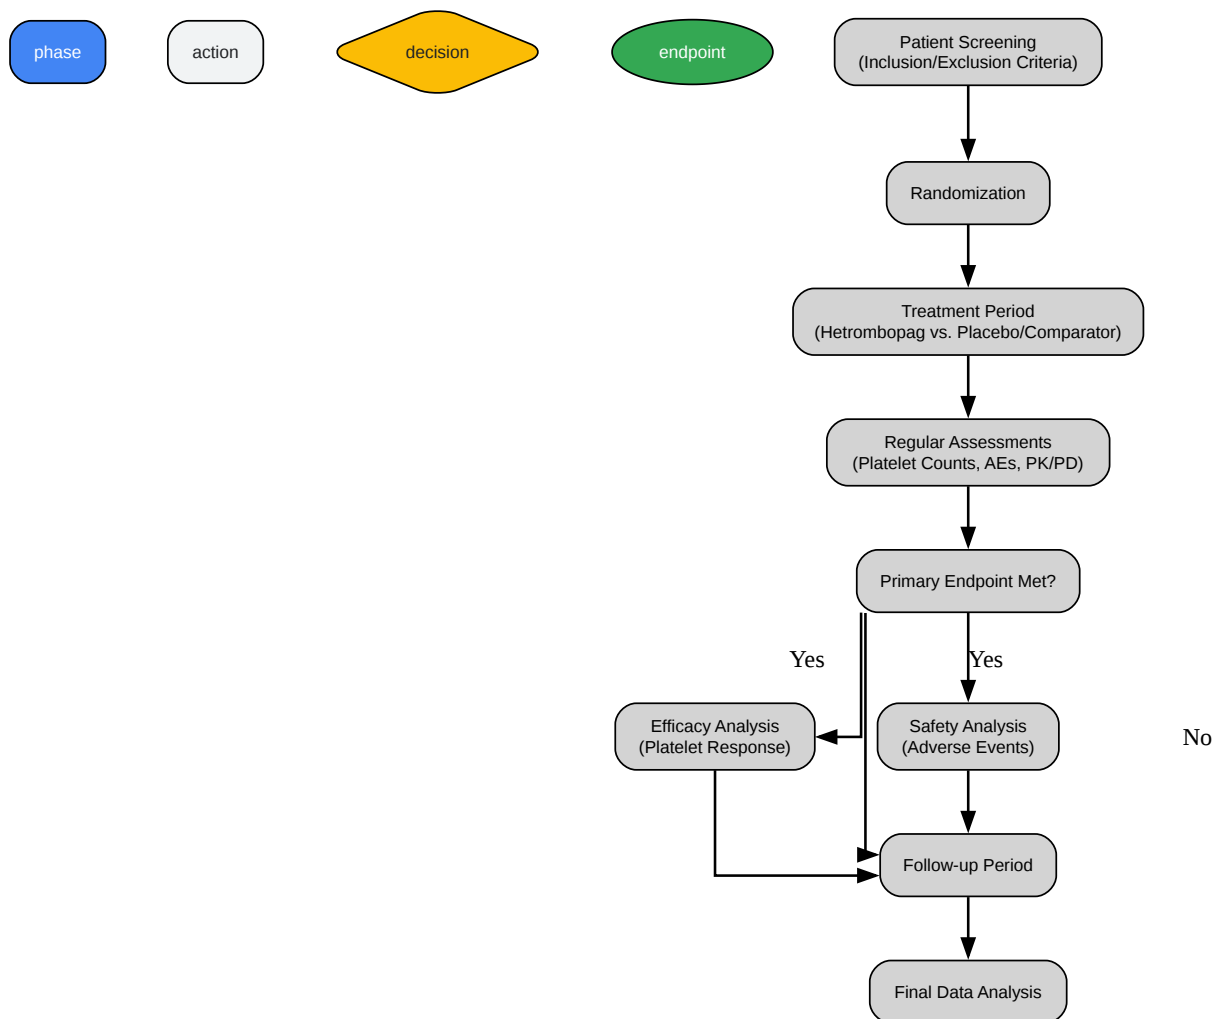 phase
action
decision
endpoint
Patient Screening
(Inclusion/Exclusion Criteria)
Randomization
Treatment Period
(Hetrombopag vs. Placebo/Comparator)
Regular Assessments
(Platelet Counts, AEs, PK/PD)
Primary Endpoint Met?
Yes
Yes
Efficacy Analysis
(Platelet Response)
Safety Analysis
(Adverse Events)
No
Follow-up Period
Final Data Analysis